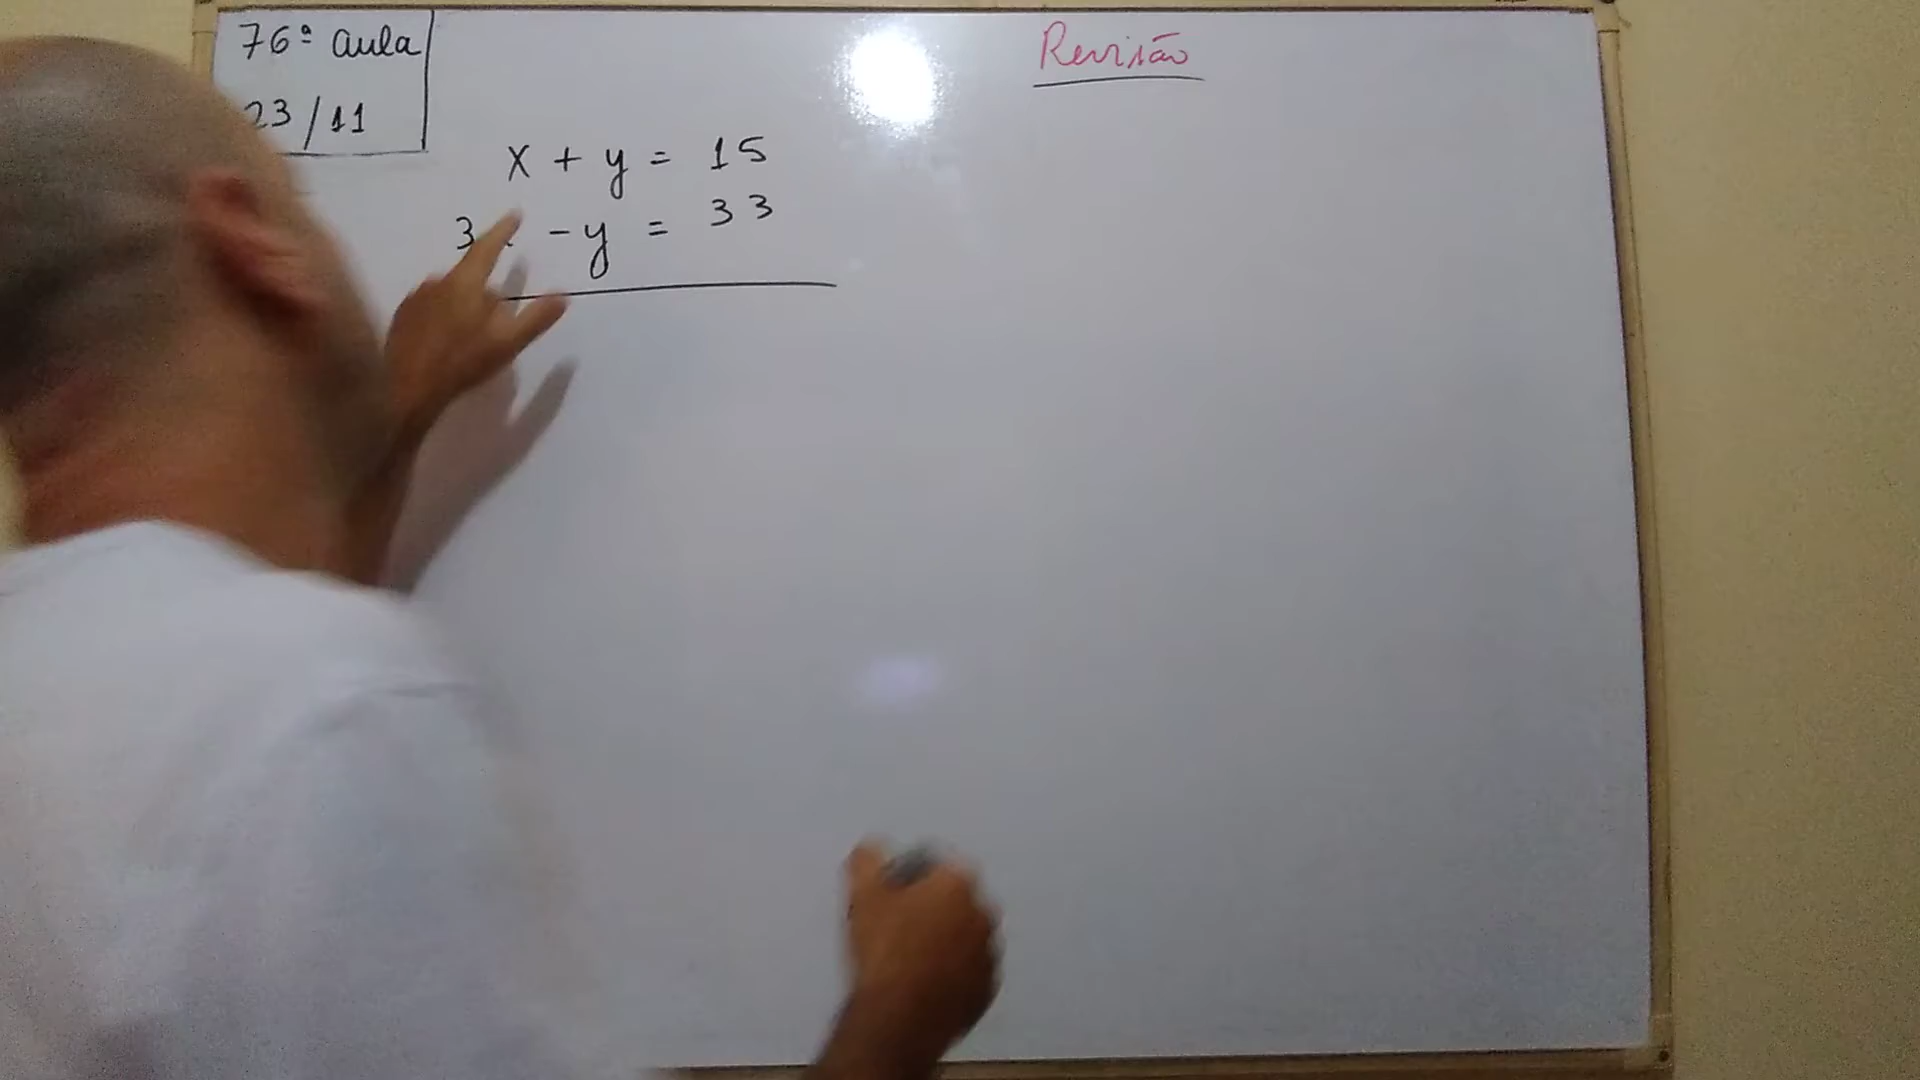 76ª aula
23/11
Revisão
x + y = 15
3x - y = 33